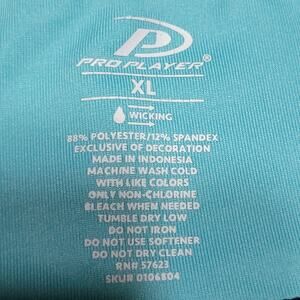 PRO PLAYER®
XL
WICKING
88% POLYESTER/12% SPANDEX
EXCLUSIVE OF DECORATION
MADE IN INDONESIA
MACHINE WASH COLD
WITH LIKE COLORS
ONLY NON-CHLORINE
BLEACH WHEN NEEDED
TUMBLE DRY LOW
DO NOT IRON
DO NOT USE SOFTENER
DO NOT DRY CLEAN
RN# 57623
SKU# 0106804